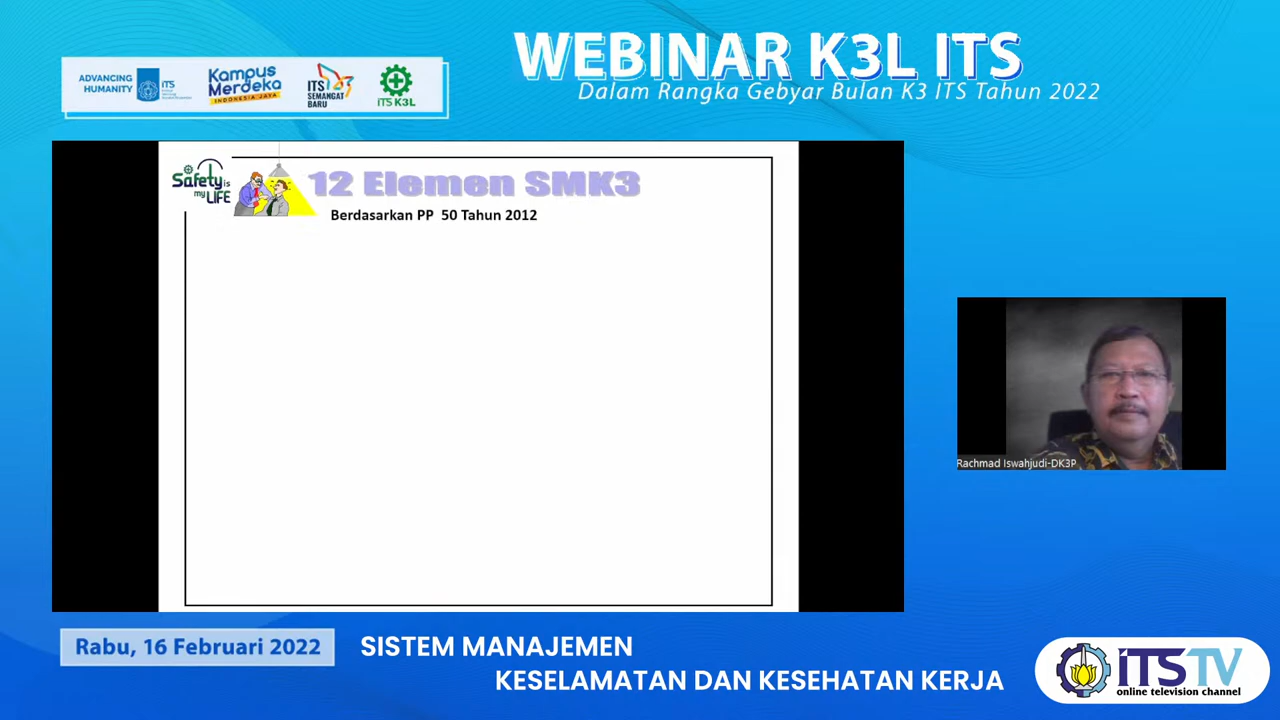 WEBINAR K3L ITS
Dalam Rangka Gebyar Bulan K3 ITS Tahun 2022
ADVANCING
HUMANITY
ITS
Kampus
Merdeka
INDONESIA JAYA
ITS
SEMANGAT
BARU
ITS K3L
Safety is
my LIFE
12 Elemen SMK3
Berdasarkan PP 50 Tahun 2012
Rachmad Iswahjudi-DK3P
Rabu, 16 Februari 2022
SISTEM MANAJEMEN
KESELAMATAN DAN KESEHATAN KERJA
iTSTV
online television channel